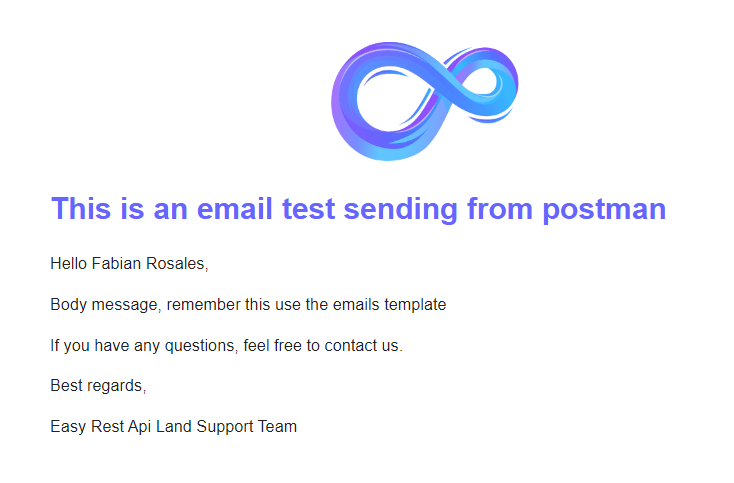 This is an email test sending from postman
Hello Fabian Rosales,
Body message, remember this use the emails template
If you have any questions, feel free to contact us.
Best regards,
Easy Rest Api Land Support Team